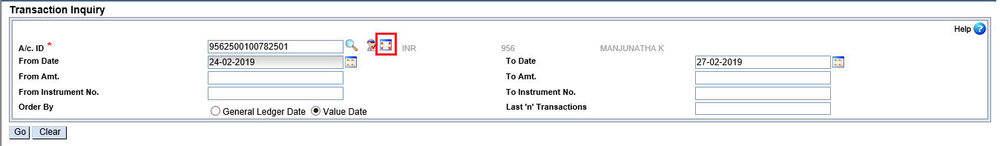 Transaction Inquiry
Help
A/c. ID * 9562500100782501 INR 956 MANJUNATHA K
From Date 24-02-2019 To Date 27-02-2019
From Amt. To Amt.
From Instrument No. To Instrument No.
Order By General Ledger Date Value Date Last 'n' Transactions
Go Clear